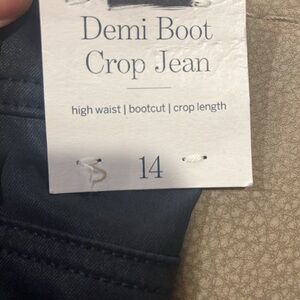 Demi Boot
Crop Jean
high waist | bootcut | crop length
14